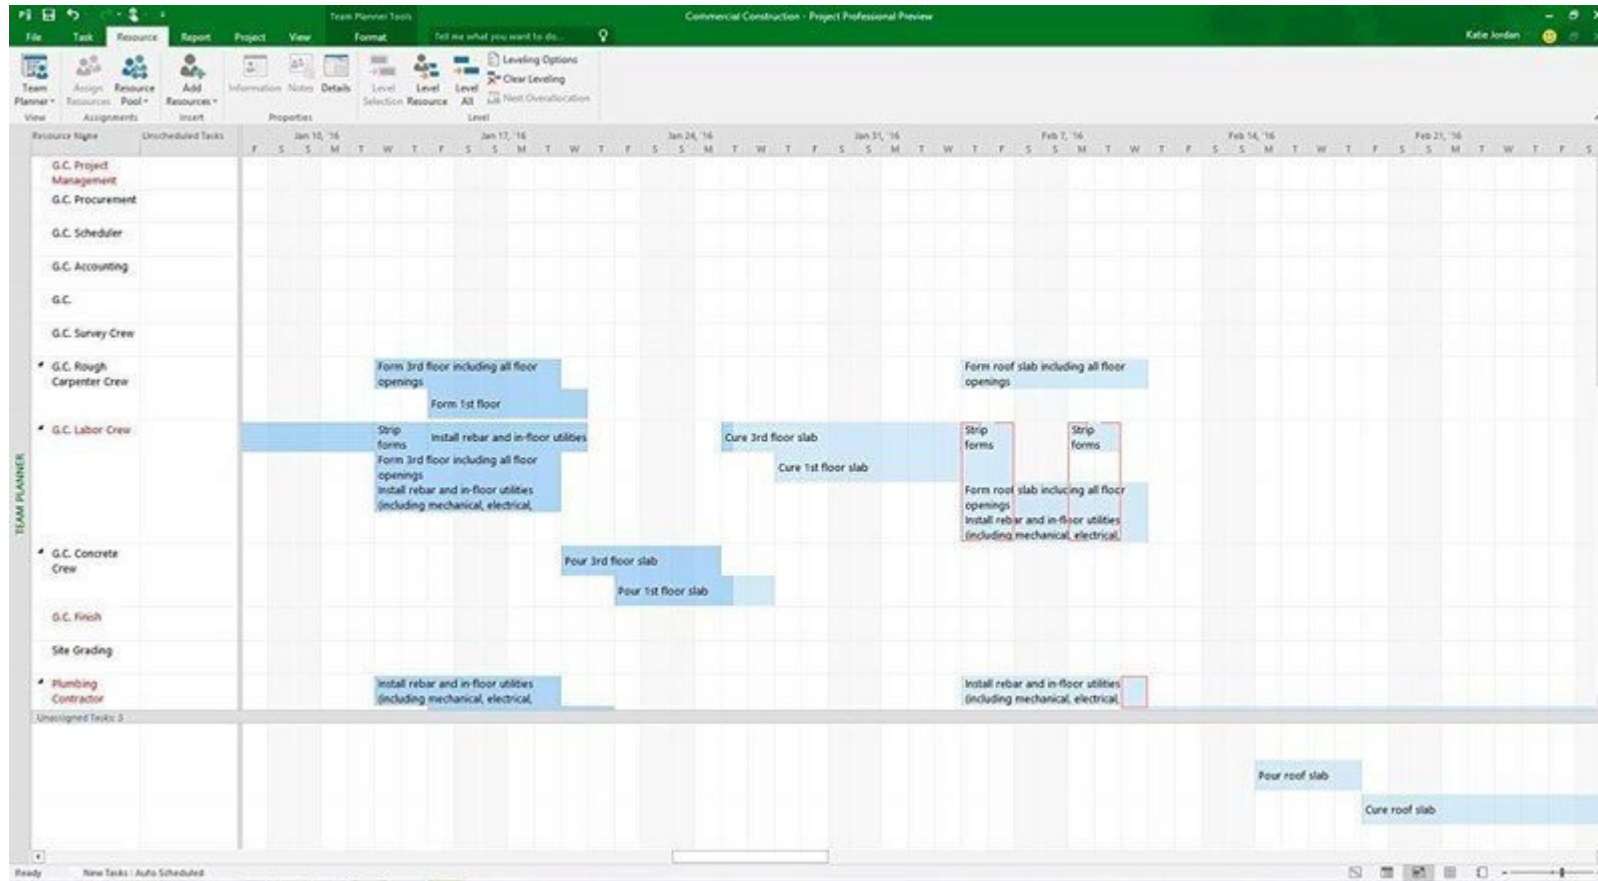 Team Planner Tools
Commercial Construction - Project Professional Preview
File Task Resource Report Project View Format Tell me what you want to do... Katie Jordan
Team Planner Assign Resources Resource Pool Add Resources Information Notes Details Level Selection Level Resource Level All
Leveling Options
Clear Leveling
Next Overallocation
View Assignments Insert Properties Level
Resource Name Unscheduled Tasks Jan 10, '16 Jan 17, '16 Jan 24, '16 Jan 31, '16 Feb 7, '16 Feb 14, '16 Feb 21, '16
F S S M T W T F S S M T W T F S S M T W T F S S M T W T F S S M T W T F S S M T W T F S
G.C. Project
Management
G.C. Procurement
G.C. Scheduler
G.C. Accounting
G.C.
G.C. Survey Crew
G.C. Rough
Carpenter Crew
Form 3rd floor including all floor
openings
Form 1st floor
Form roof slab including all floor
openings
G.C. Labor Crew
Strip
forms
Install rebar and in-floor utilities
Form 3rd floor including all floor
openings
Install rebar and in-floor utilities
(including mechanical, electrical,
Cure 3rd floor slab
Cure 1st floor slab
Strip
forms
Strip
forms
Form roof slab including all floor
openings
Install rebar and in-floor utilities
(including mechanical, electrical,
G.C. Concrete
Crew
Pour 3rd floor slab
Pour 1st floor slab
G.C. Finish
Site Grading
Plumbing
Contractor
Install rebar and in-floor utilities
(including mechanical, electrical,
Install rebar and in-floor utilities
(including mechanical, electrical,
TEAM PLANNER
Unassigned Tasks: 3
Pour roof slab
Cure roof slab
Ready New Tasks : Auto Scheduled